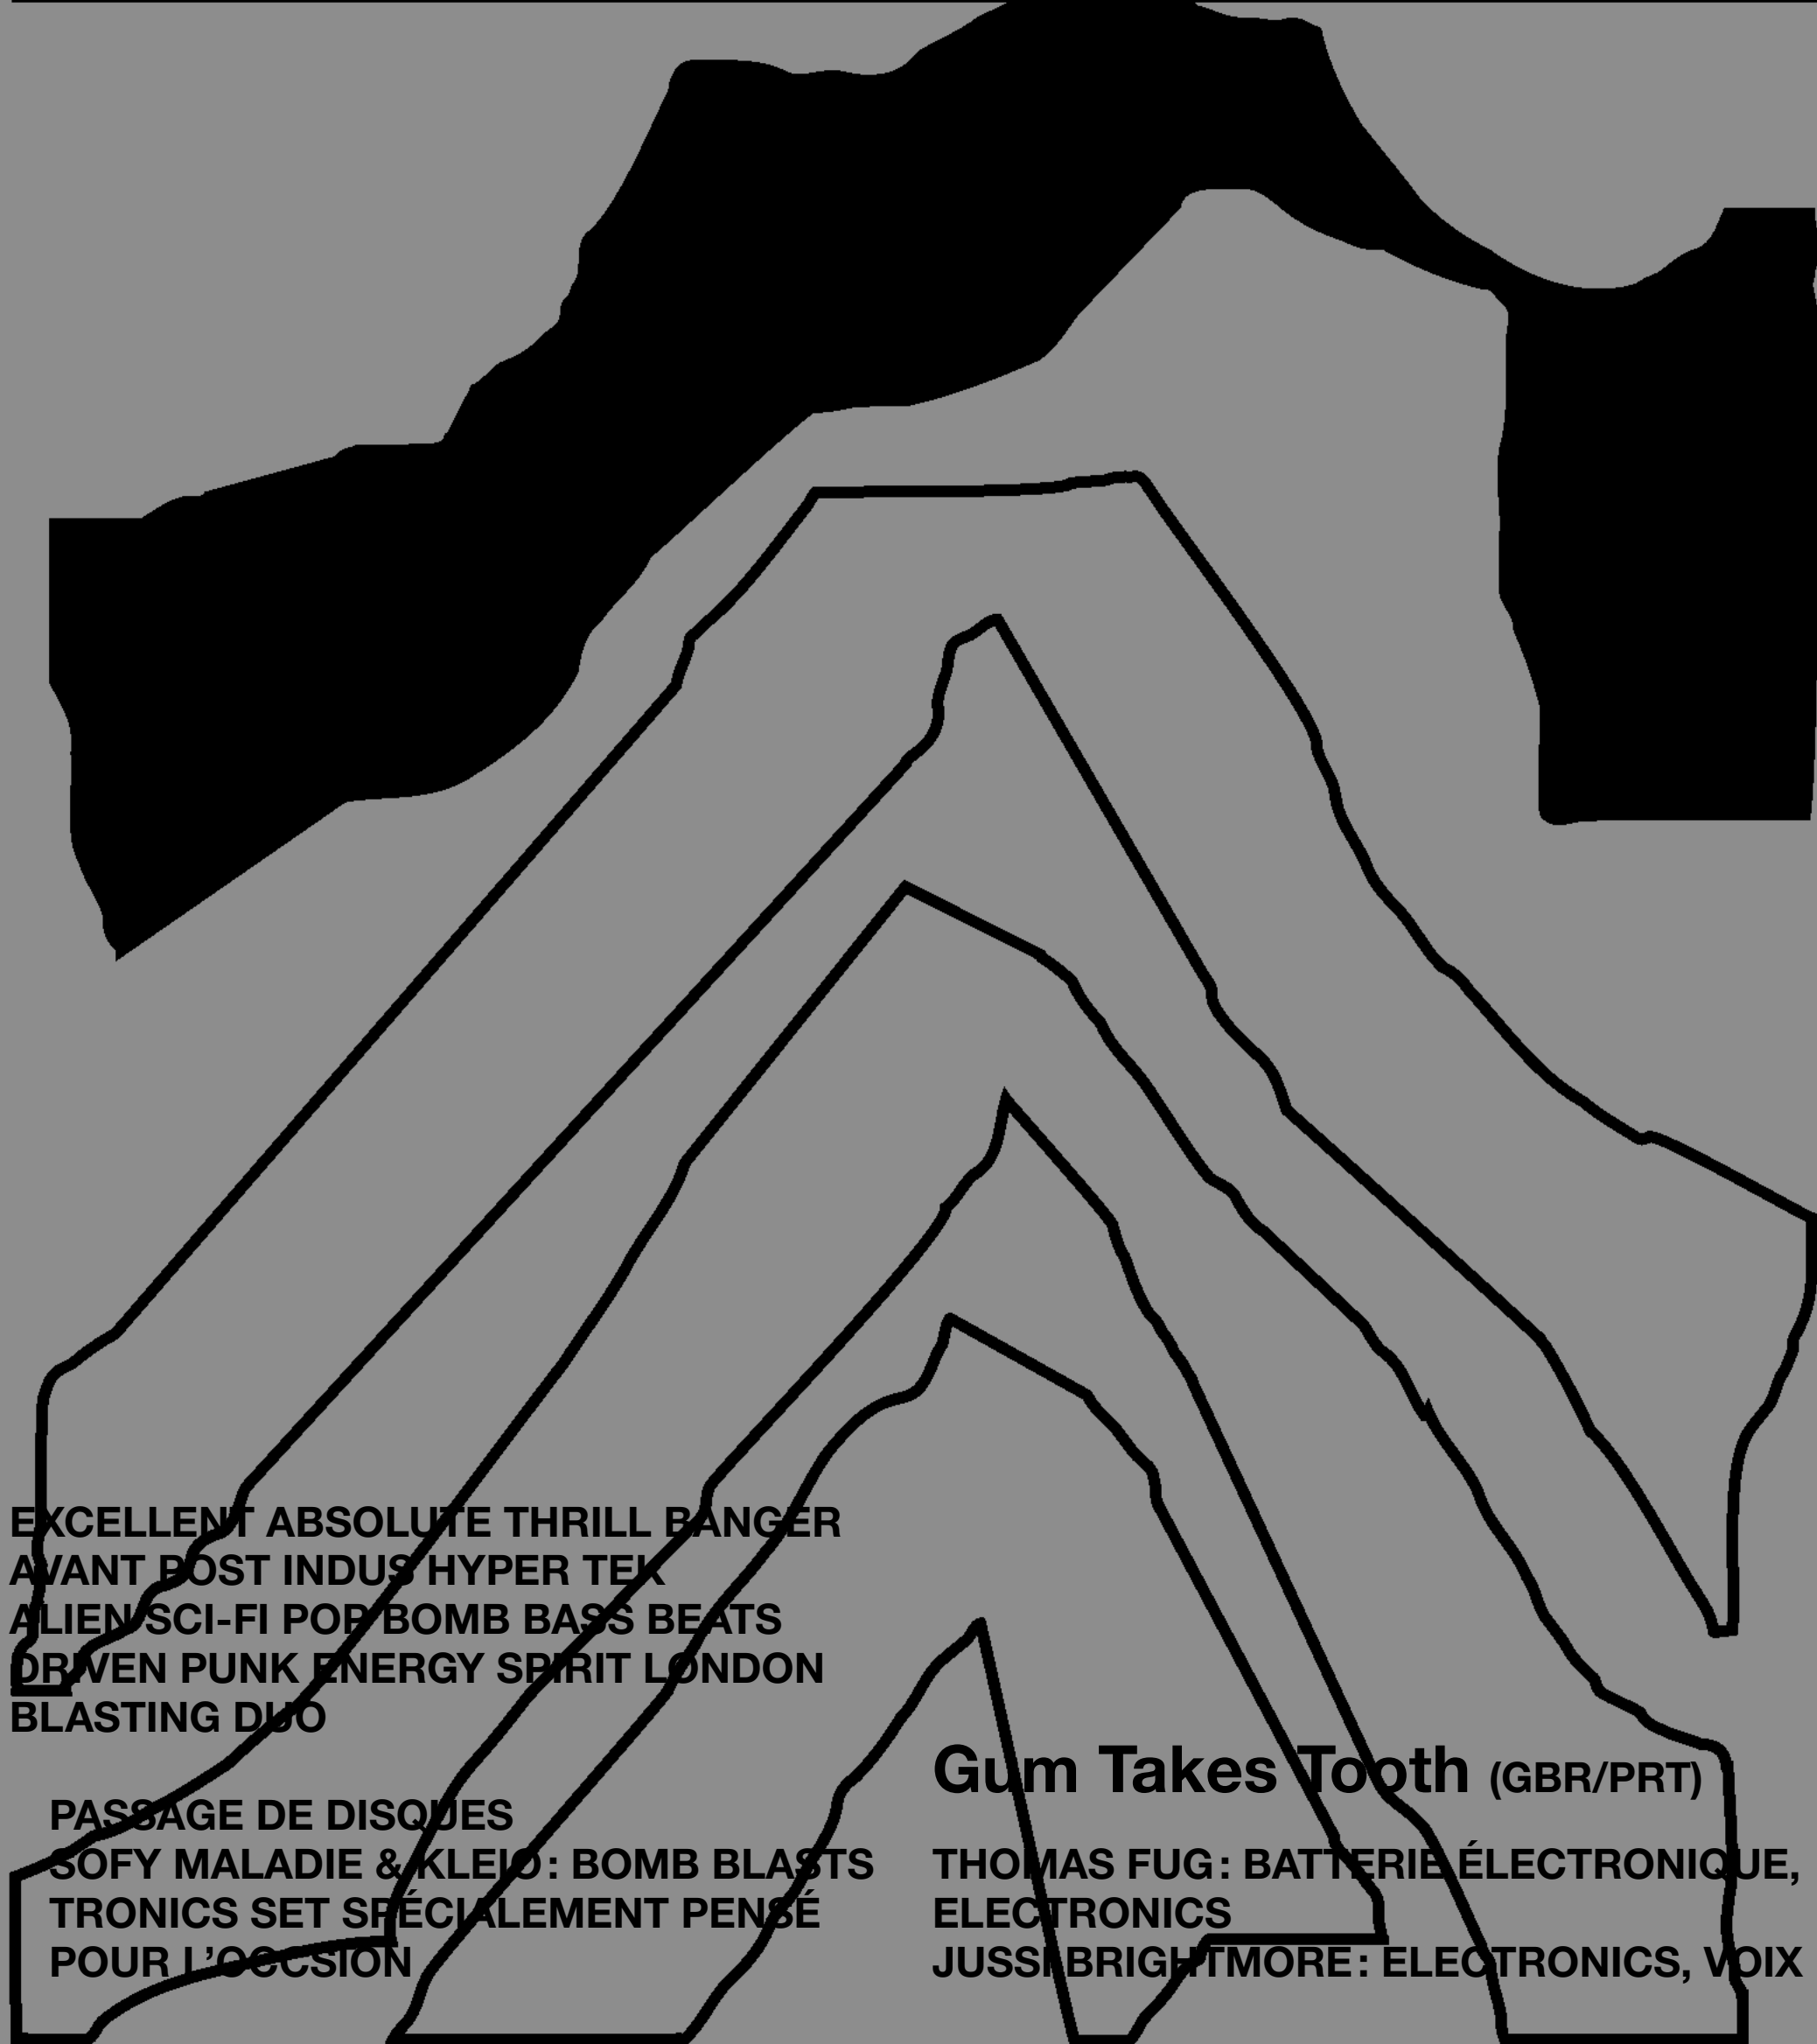 EXCELLENT ABSOLUTE THRILL BANGER
AVANT POST INDUS HYPER TEK
ALIEN SCI-FI POP BOMB BASS BEATS
DRIVEN PUNK ENERGY SPIRIT LONDON
BLASTING DUO
PASSAGE DE DISQUES
SOFY MALADIE & KLEIO : BOMB BLASTS
TRONICS SET SPÉCIALEMENT PENSÉ
POUR L’OCCSION
Gum Takes Tooth (GBR/PRT)
THOMAS FUG : BATTERIE ÉLECTRONIQUE,
ELECTRONICS
JUSSI BRIGHTMORE : ELECTRONICS, VOIX